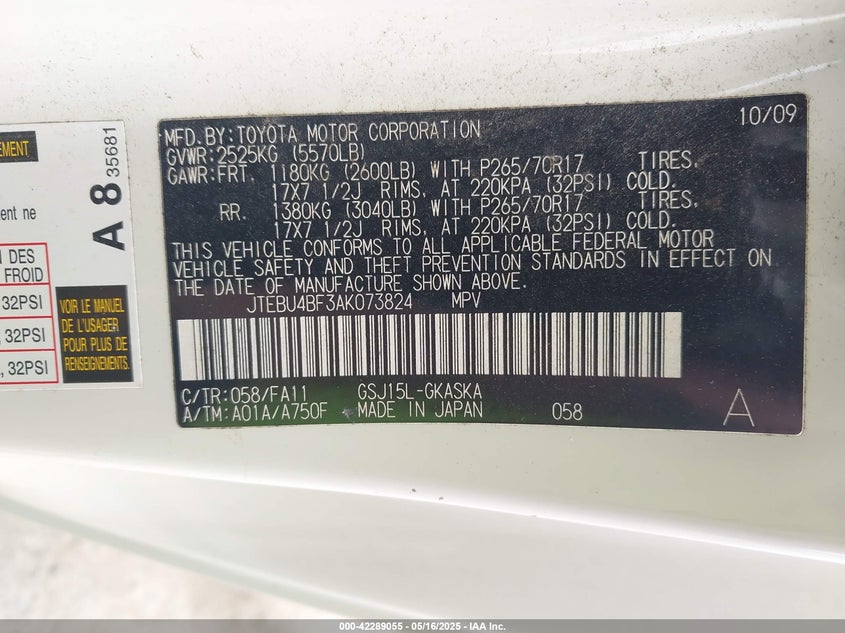 10/09
MFD.BY:TOYOTA MOTOR CORPORATION
GVWR:2525KG (5570LB)
GAWR:FRT. 1180KG (2600LB) WITH P265/70R17 TIRES,
17X7 1/2J RIMS, AT 220KPA (32PSI) COLD.
RR. 1380KG (3040LB) WITH P265/70R17 TIRES,
17X7 1/2J RIMS, AT 220KPA (32PSI) COLD.
THIS VEHICLE CONFORMS TO ALL APPLICABLE FEDERAL MOTOR
VEHICLE SAFETY AND THEFT PREVENTION STANDARDS IN EFFECT ON
THE DATE OF MANUFACTURE SHOWN ABOVE.
JTEBU4BF3AK073824 MPV
C/TR:058/FA11 GSJ15L-GKASKA
A/TM:A01A/A750F MADE IN JAPAN 058 A
EMENT
ent ne
DES
FROID
32PSI
, 32PSI
, 32PSI
VOIR LE MANUEL
DE L'USAGER
POUR PLUS DE
RENSEIGNEMENTS.
A 8 35681
000-42289055 - 05/16/2025 - IAA Inc.